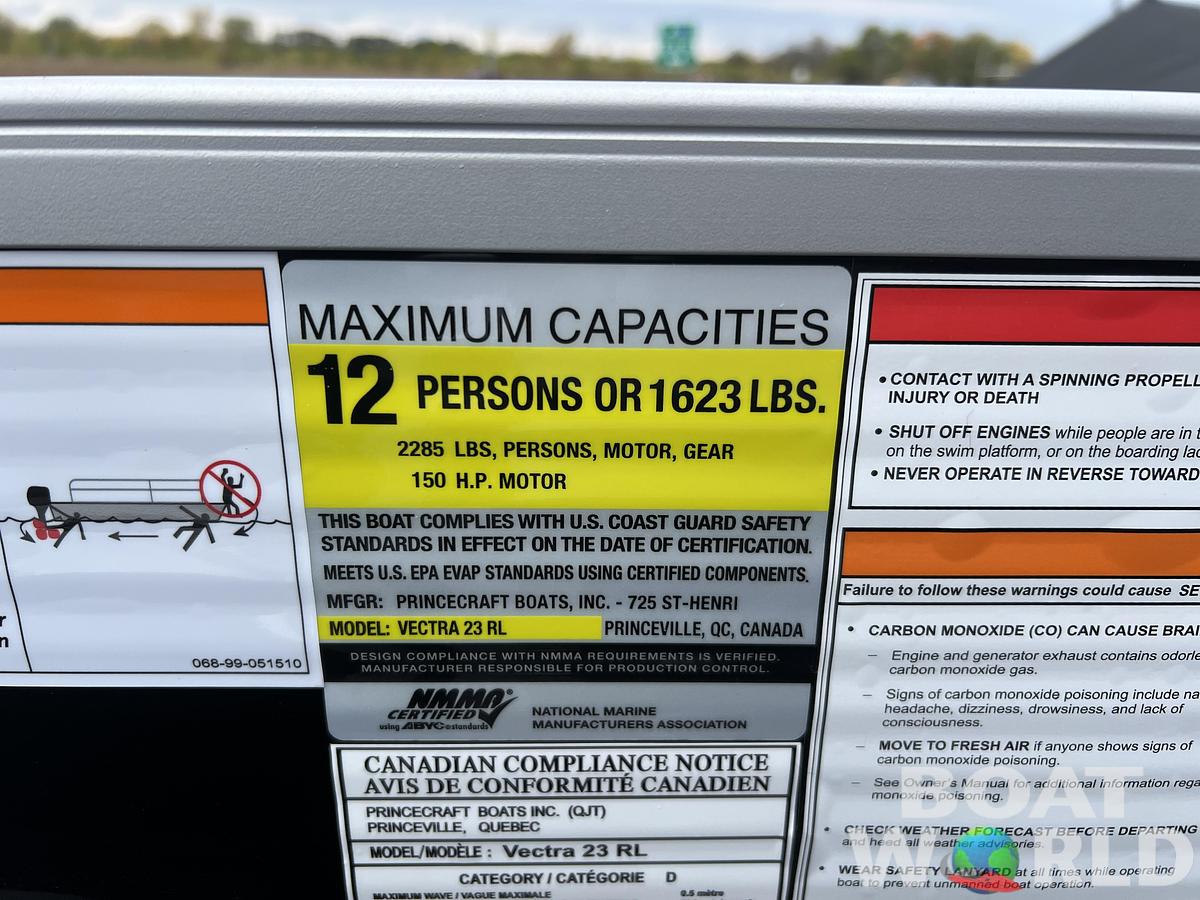 MAXIMUM CAPACITIES
12 PERSONS OR 1623 LBS.
2285 LBS, PERSONS, MOTOR, GEAR
150 H.P. MOTOR
THIS BOAT COMPLIES WITH U.S. COAST GUARD SAFETY
STANDARDS IN EFFECT ON THE DATE OF CERTIFICATION.
MEETS U.S. EPA EVAP STANDARDS USING CERTIFIED COMPONENTS.
MFGR: PRINCECRAFT BOATS, INC. - 725 ST-HENRI
MODEL: VECTRA 23 RL PRINCEVILLE, QC, CANADA
DESIGN COMPLIANCE WITH NMMA REQUIREMENTS IS VERIFIED.
MANUFACTURER RESPONSIBLE FOR PRODUCTION CONTROL.
NMMA®
CERTIFIED
using ABYC standards
NATIONAL MARINE
MANUFACTURERS ASSOCIATION
CANADIAN COMPLIANCE NOTICE
AVIS DE CONFORMITÉ CANADIEN
PRINCECRAFT BOATS INC. (QJT)
PRINCEVILLE, QUEBEC
MODEL/MODÈLE : Vectra 23 RL
CATEGORY / CATÉGORIE D
MAXIMUM WAVE / VAGUE MAXIMALE 0.5 mètre
068-99-051510
• CONTACT WITH A SPINNING PROPELL
INJURY OR DEATH
• SHUT OFF ENGINES while people are in t
on the swim platform, or on the boarding lad
• NEVER OPERATE IN REVERSE TOWARD
Failure to follow these warnings could cause SE
• CARBON MONOXIDE (CO) CAN CAUSE BRAI
– Engine and generator exhaust contains odorle
carbon monoxide gas.
– Signs of carbon monoxide poisoning include na
headache, dizziness, drowsiness, and lack of
consciousness.
– MOVE TO FRESH AIR if anyone shows signs of
carbon monoxide poisoning.
– See Owner's Manual for additional information rega
monoxide poisoning.
• CHECK WEATHER FORECAST BEFORE DEPARTING
and heed all weather advisories.
• WEAR SAFETY LANYARD at all times while operating
boat to prevent unmanned boat operation.
BOAT
WORLD